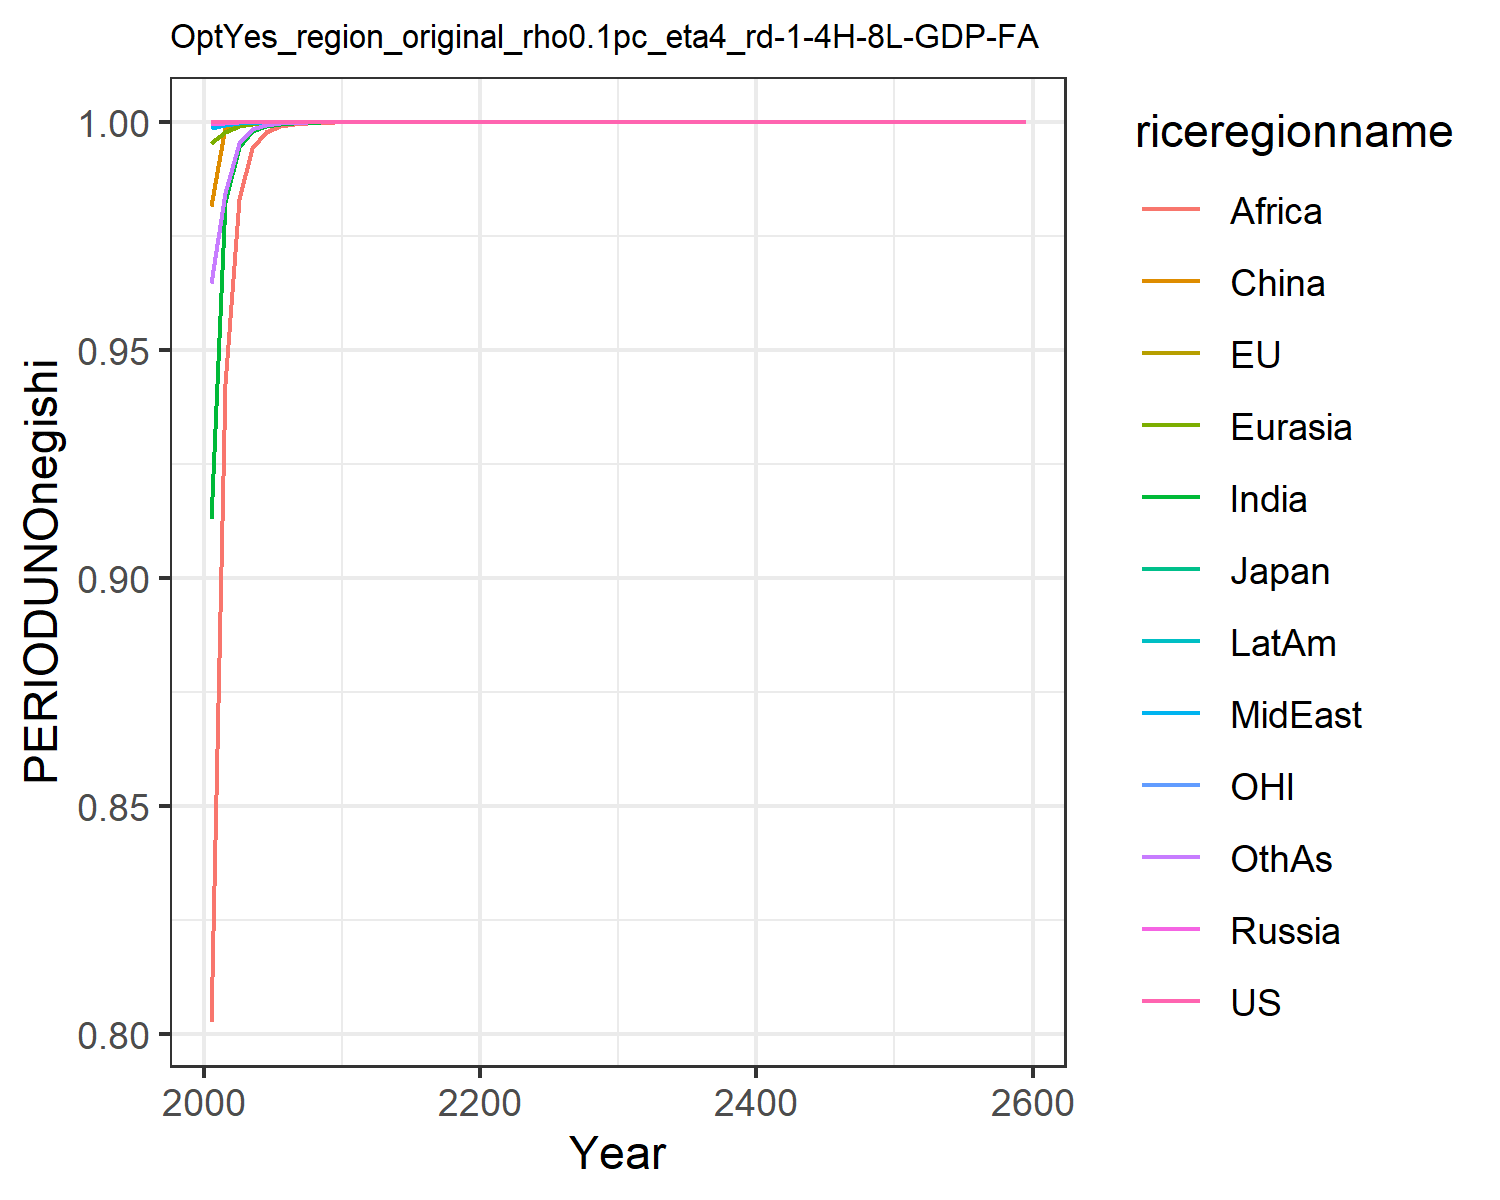 OptYes_region_original_rho0.1pc_eta4_rd-1-4H-8L-GDP-FA
PERIODUNOnegishi
1.00
0.95
0.90
0.85
0.80
2000
2200
2400
2600
Year
riceregionname
Africa
China
EU
Eurasia
India
Japan
LatAm
MidEast
OHI
OthAs
Russia
US